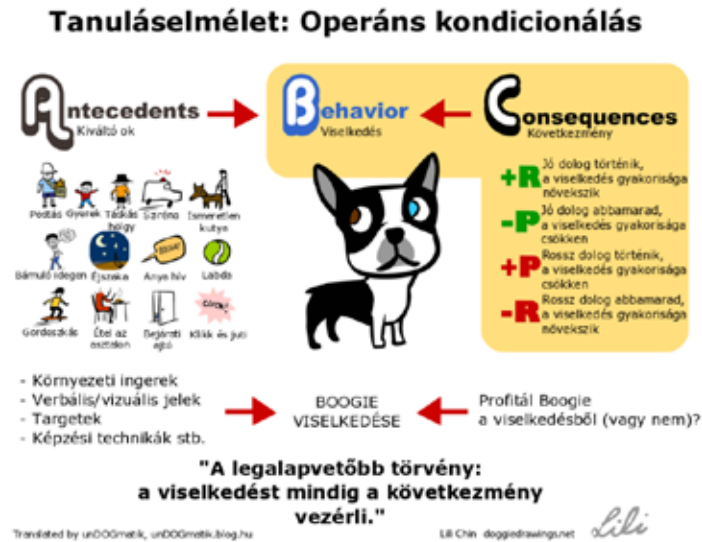 Tanuláselmélet: Operáns kondicionálás
Antecedents
Kiváltó ok
Behavior
Viselkedés
Consequences
Következmény
+R Jó dolog történik,
a viselkedés gyakorisága
növekszik
-P Jó dolog abbamarad,
a viselkedés gyakorisága
csökken
+P Rossz dolog történik,
a viselkedés gyakorisága
csökken
-R Rossz dolog abbamarad,
a viselkedés gyakorisága
növekszik
Postás
Gyerek
Táskás
hölgy
Sziréna
Ismeretlen
kutya
Bámuló idegen
Éjszaka
Anya hív
Labda
Gördeszkás
Étel az
asztalon
Bejárati
ajtó
Klikk és juti
- Környezeti ingerek
- Verbális/vizuális jelek
- Targetek
- Képzési technikák stb.
BOOGIE
VISELKEDÉSE
Profitál Boogie
a viselkedésből (vagy nem)?
"A legalapvetőbb törvény:
a viselkedést mindig a következmény
vezérli."
Translated by unDOGmatik, unDOGmatik.blog.hu
Lili Chin doggiedrawings.net
Lili